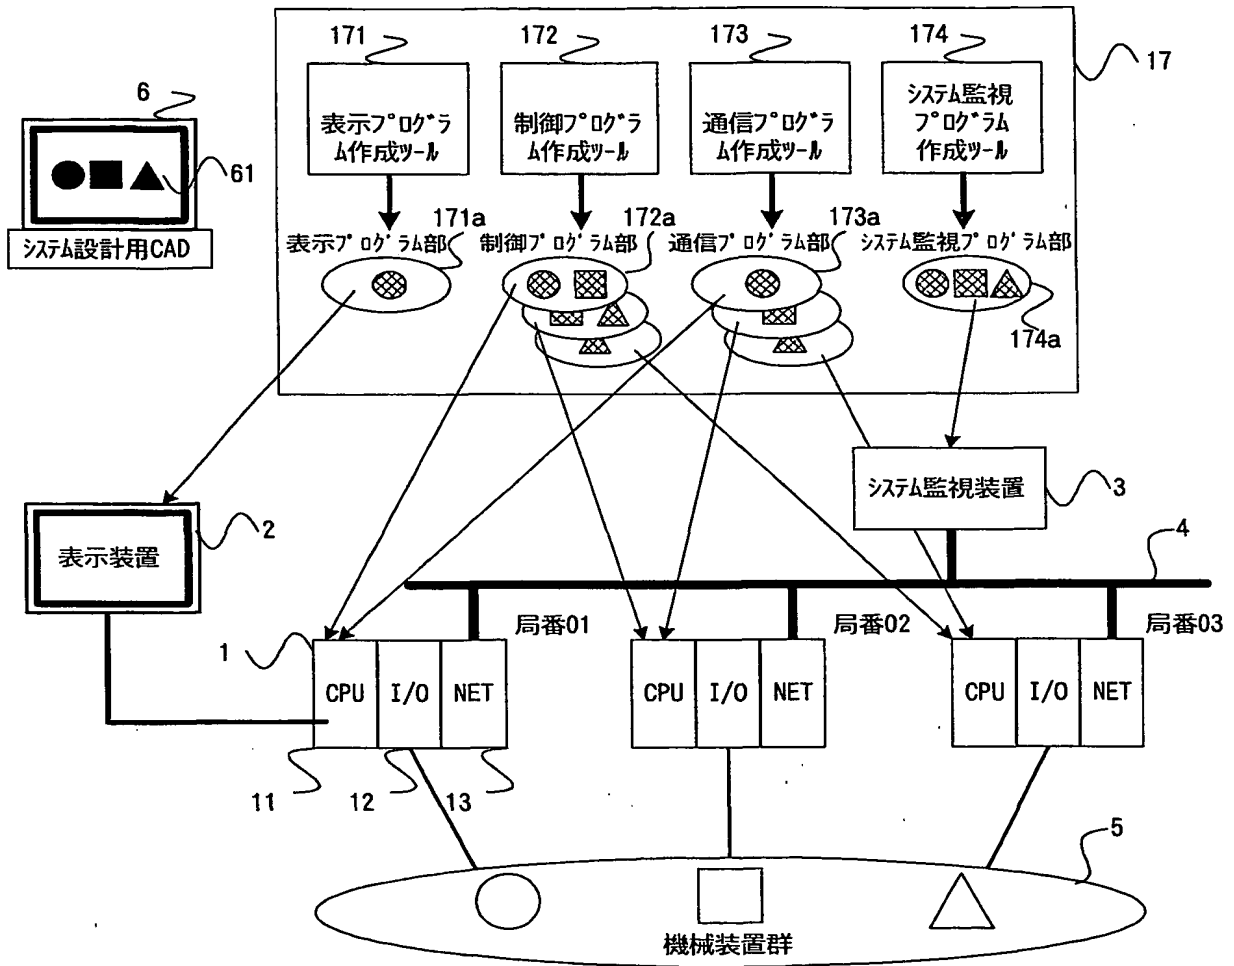 171
172
173
174
17
6
61
システム設計用CAD
表示プログラ
ム作成ツール
制御プログラ
ム作成ツール
通信プログラ
ム作成ツール
システム監視
プログラム
作成ツール
171a
172a
173a
表示プログラム部
制御プログラム部
通信プログラム部
システム監視プログラム部
174a
システム監視装置
3
2
表示装置
4
局番01
局番02
局番03
1
CPU
I/O
NET
CPU
I/O
NET
CPU
I/O
NET
11
12
13
5
機械装置群